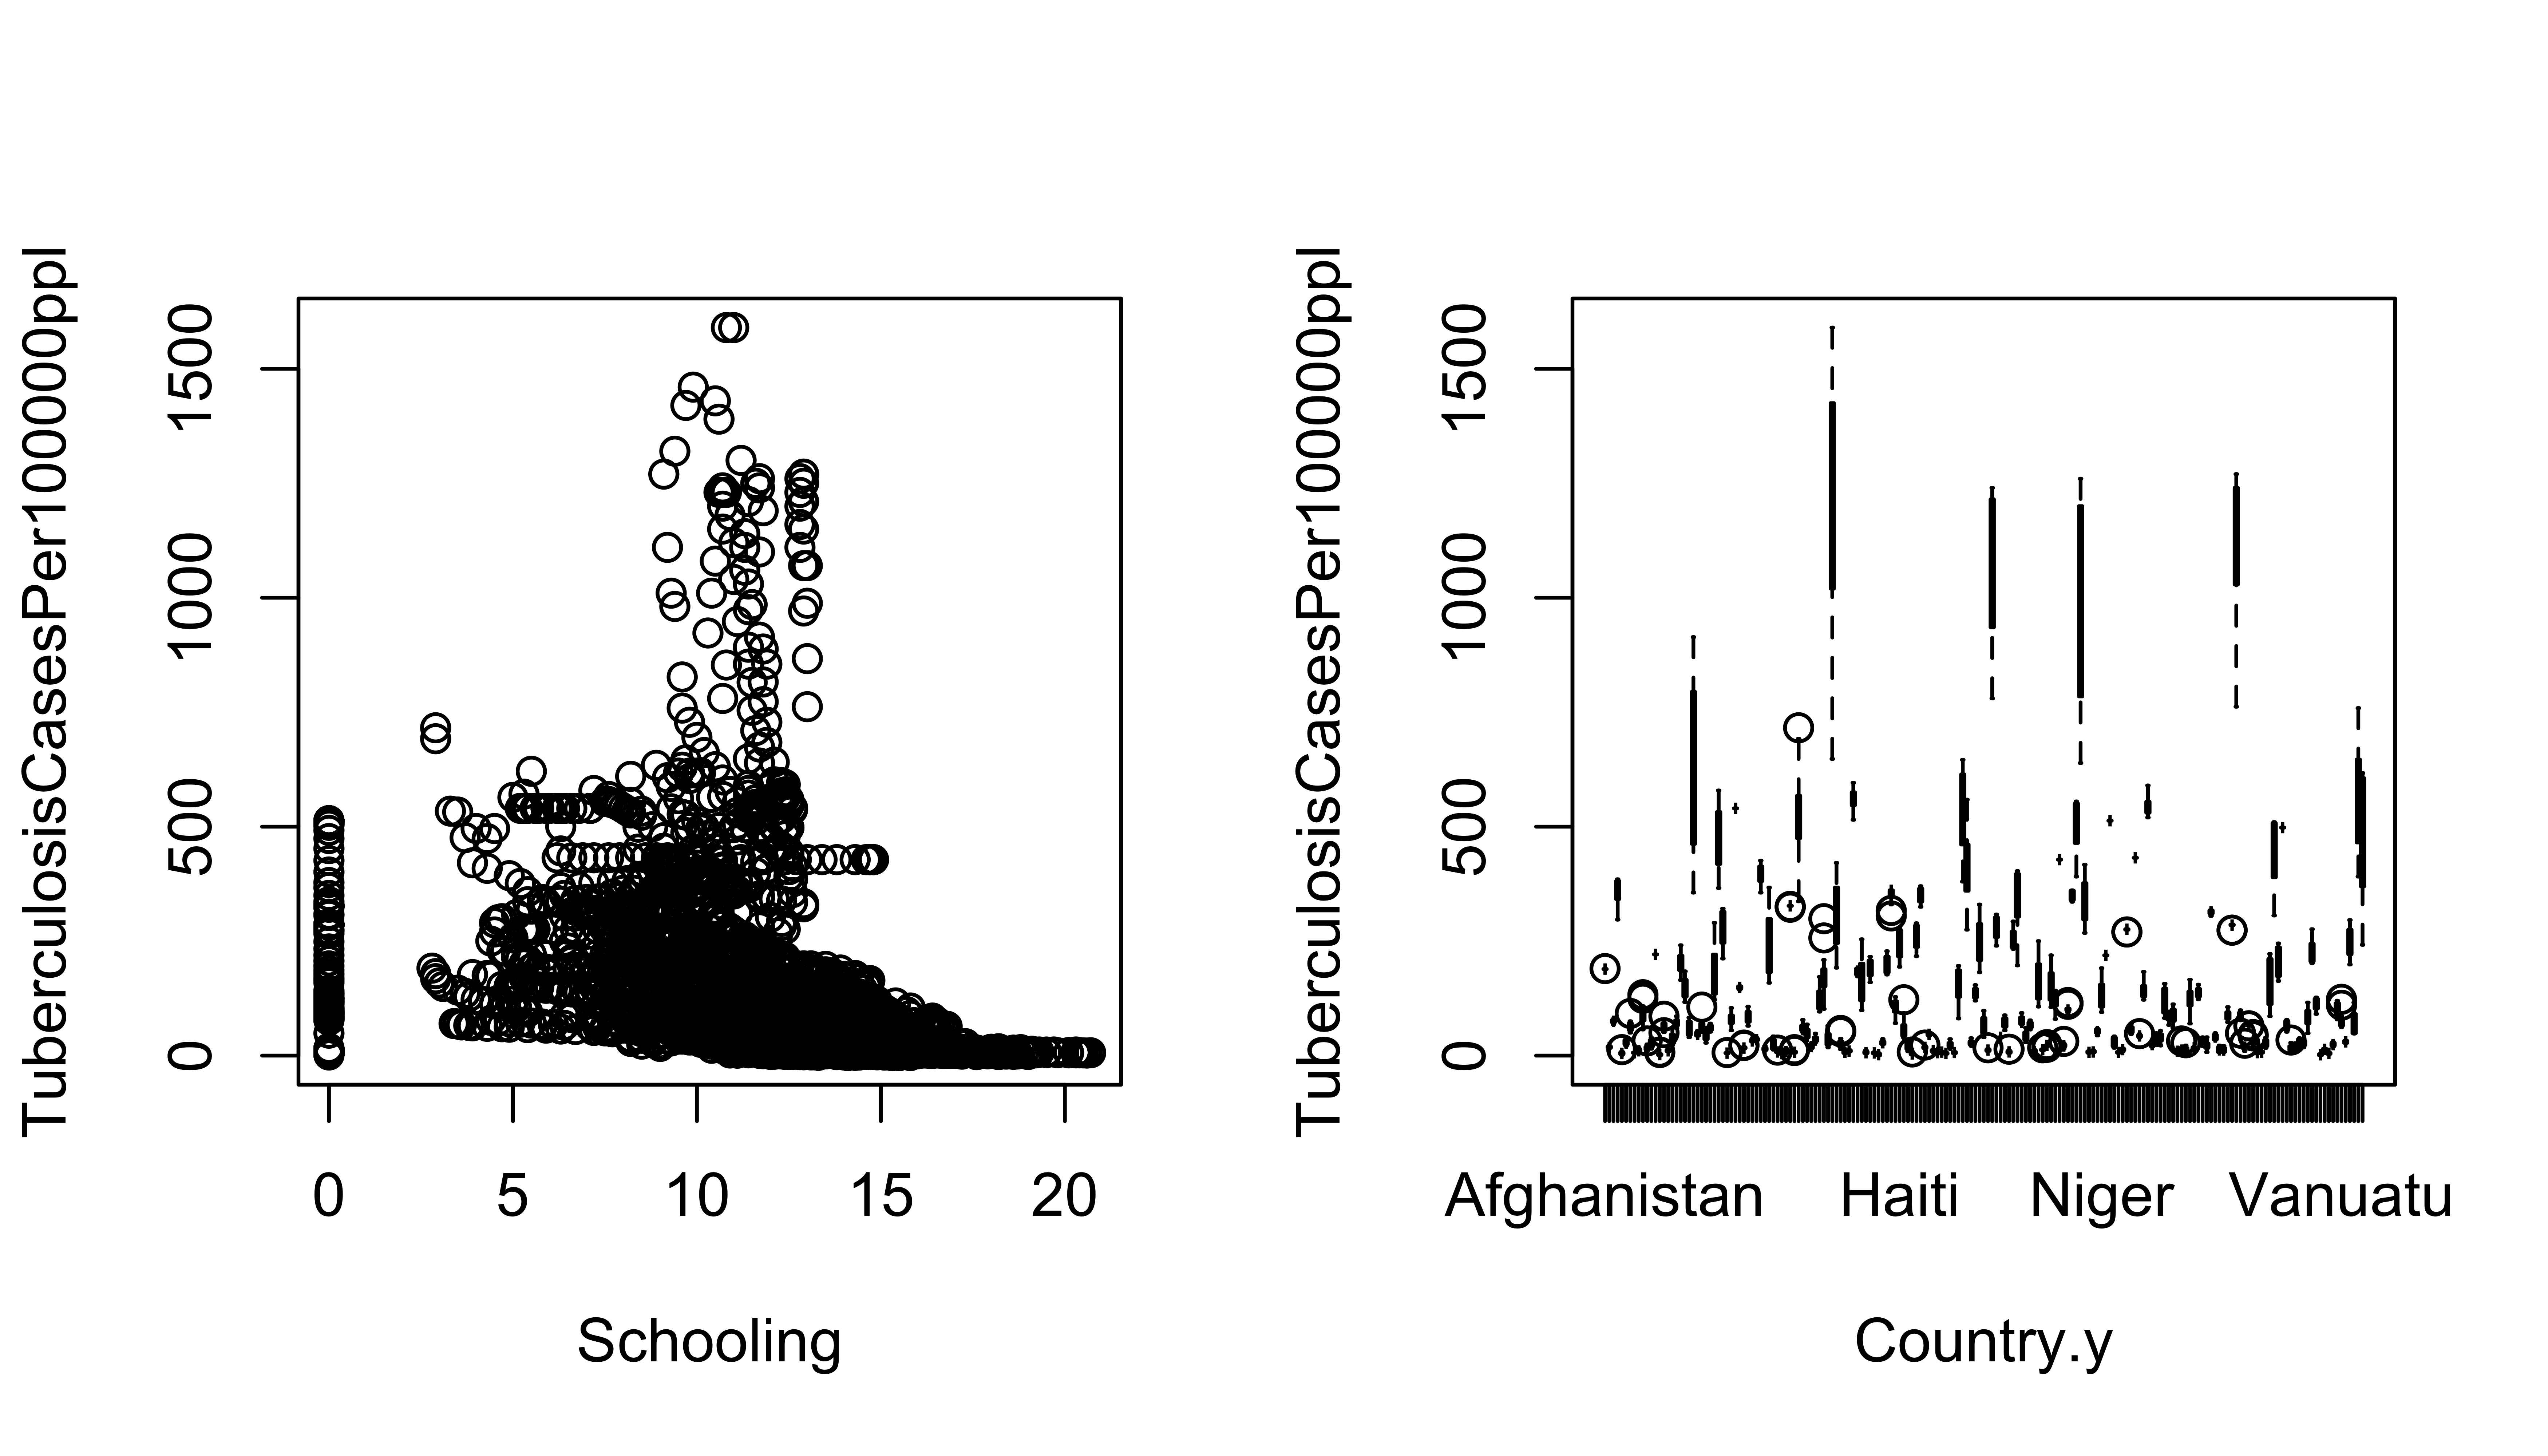 TuberculosisCasesPer100000ppl
0
500
1000
1500
0
5
10
15
20
Schooling
TuberculosisCasesPer100000ppl
0
500
1000
1500
Afghanistan
Haiti
Niger
Vanuatu
Country.y